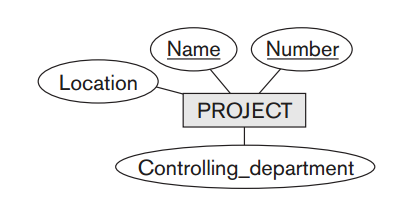 Name
Number
Location
PROJECT
Controlling_department